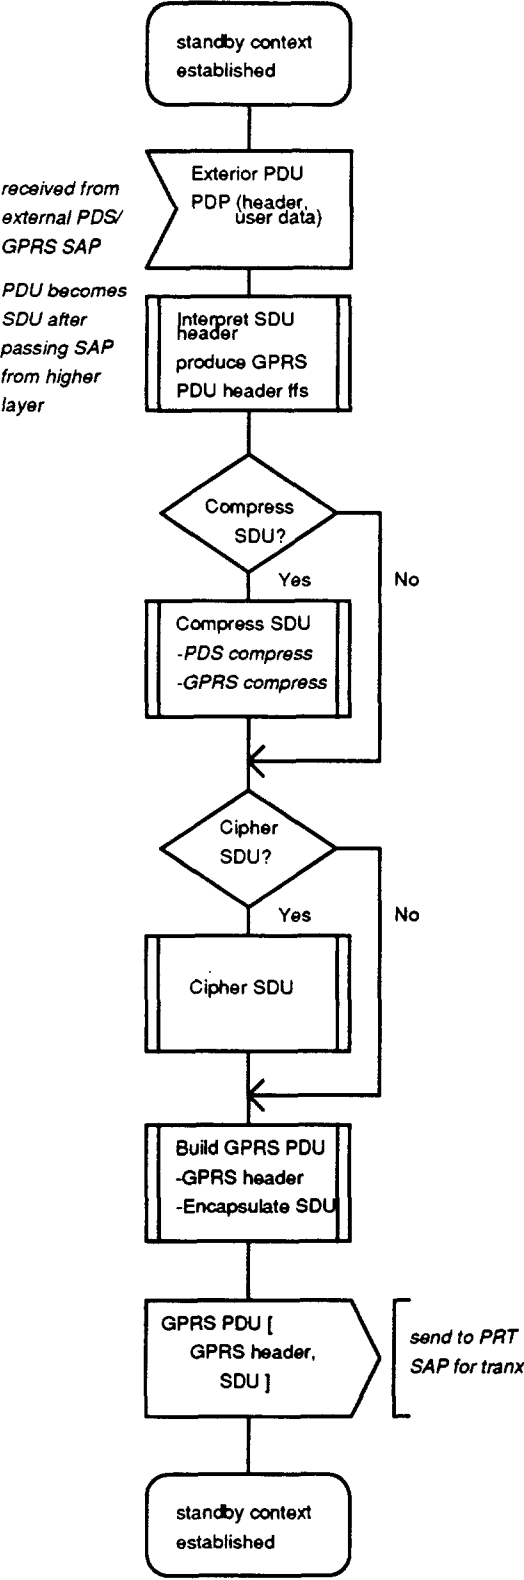 standby context
established
Exterior PDU
PDP (header,
user data)
received from
external PDS/
GPRS SAP
PDU becomes
SDU after
passing SAP
from higher
layer
Interpret SDU
header
produce GPRS
PDU header ffs
Compress
SDU?
Yes
No
Compress SDU
-PDS compress
-GPRS compress
Cipher
SDU?
Yes
No
Cipher SDU
Build GPRS PDU
-GPRS header
-Encapsulate SDU
GPRS PDU [
GPRS header,
SDU ]
send to PRT
SAP for tranx
standby context
established